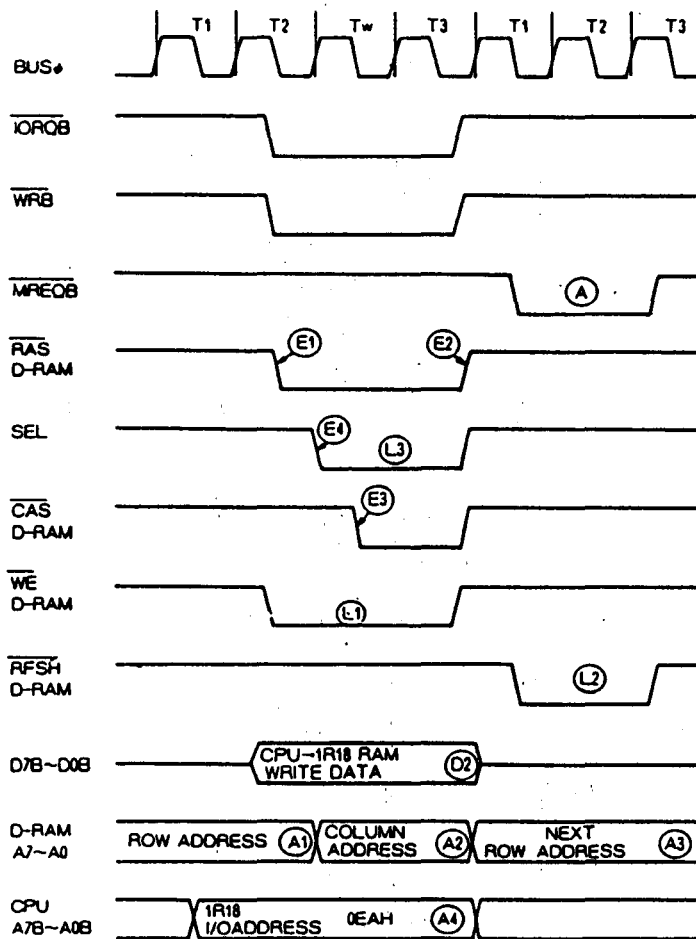 T1 T2 Tw T3 T1 T2 T3
BUSφ
IORQB
WRB
MREQB
A
RAS
D-RAM
E1 E2
SEL
E4 L3
CAS
D-RAM
E3
WE
D-RAM
L1
RFSH
D-RAM
L2
D7B~D0B
CPU→1R18 RAM
WRITE DATA D2
D-RAM
A7~A0
ROW ADDRESS A1
COLUMN
ADDRESS A2
NEXT
ROW ADDRESS A3
CPU
A7B~A0B
1R18
I/OADDRESS 0EAH A4